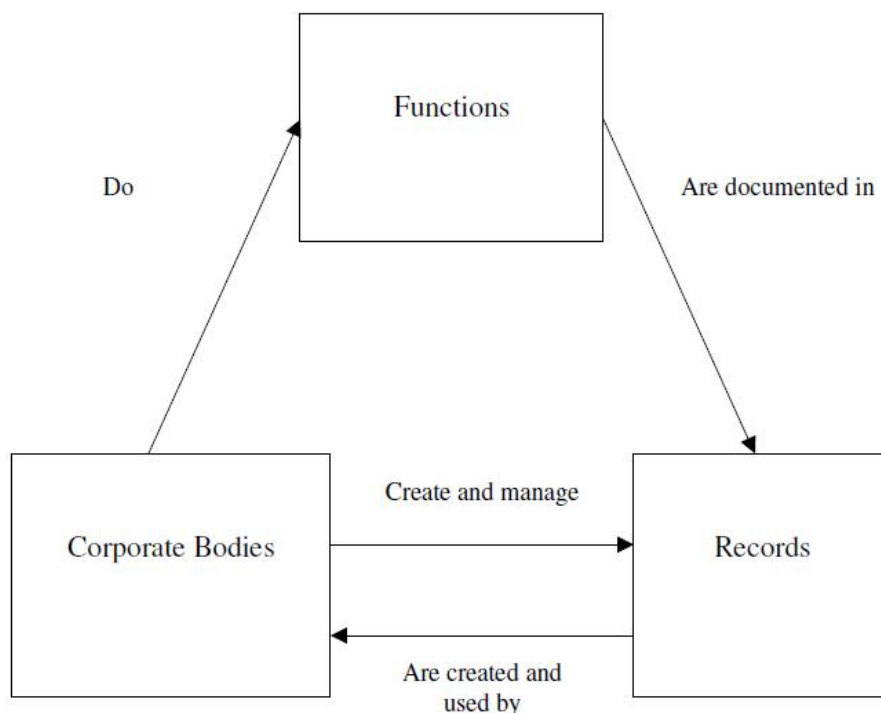 Functions
Do
Are documented in
Create and manage
Corporate Bodies
Records
Are created and
used by